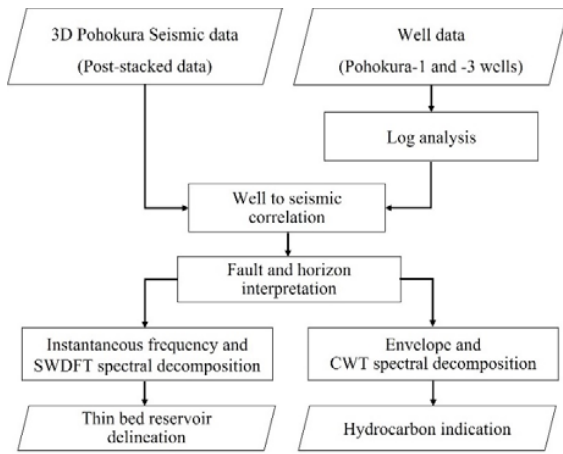 3D Pohokura Seismic data
(Post-stacked data)
Well data
(Pohokura-1 and -3 wells)
Log analysis
Well to seismic
correlation
Fault and horizon
interpretation
Instantaneous frequency and
SWDFT spectral decomposition
Envelope and
CWT spectral decomposition
Thin bed reservoir
delineation
Hydrocarbon indication